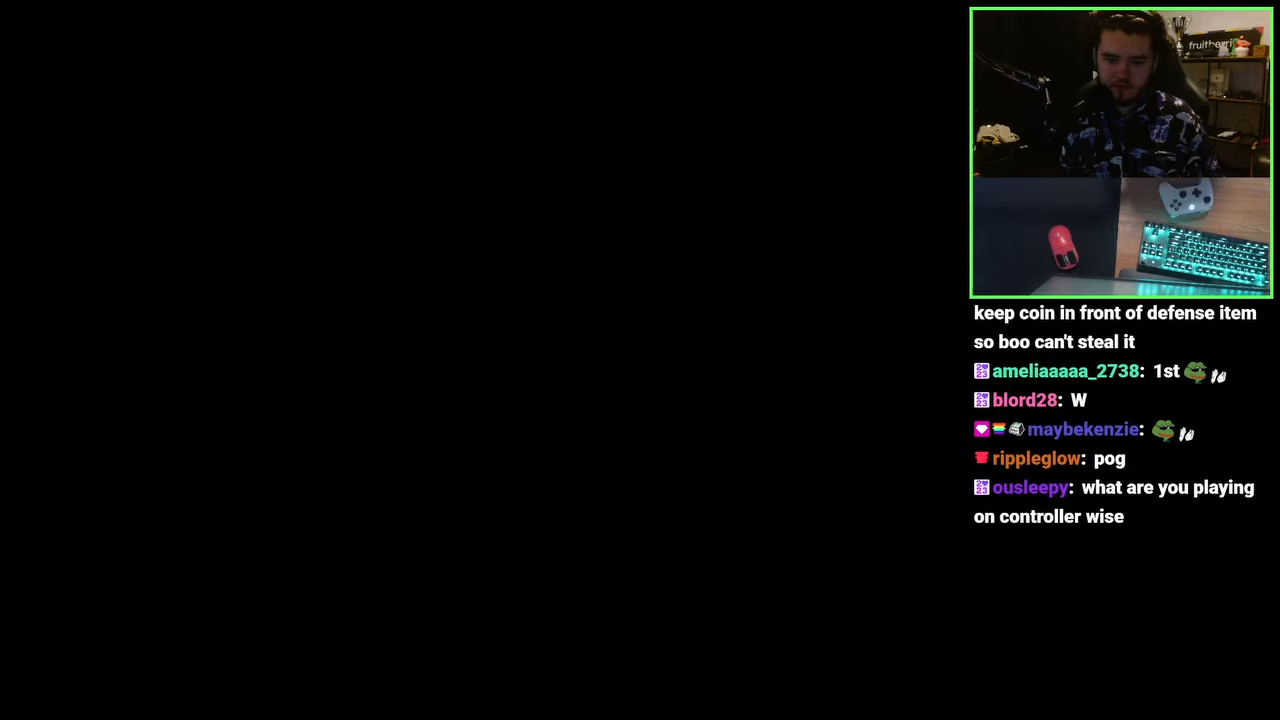 fruitberries
keep coin in front of defense item
so boo can't steal it
ameliaaaaa_2738: 1st
blord28: W
maybekenzie:
rippleglow: pog
ousleepy: what are you playing
on controller wise